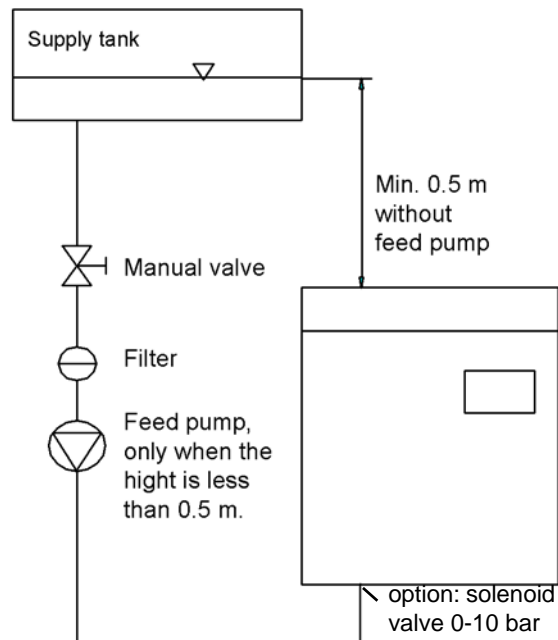 Supply tank
Min. 0.5 m
without
feed pump
Manual valve
Filter
Feed pump,
only when the
hight is less
than 0.5 m.
option: solenoid
valve 0-10 bar